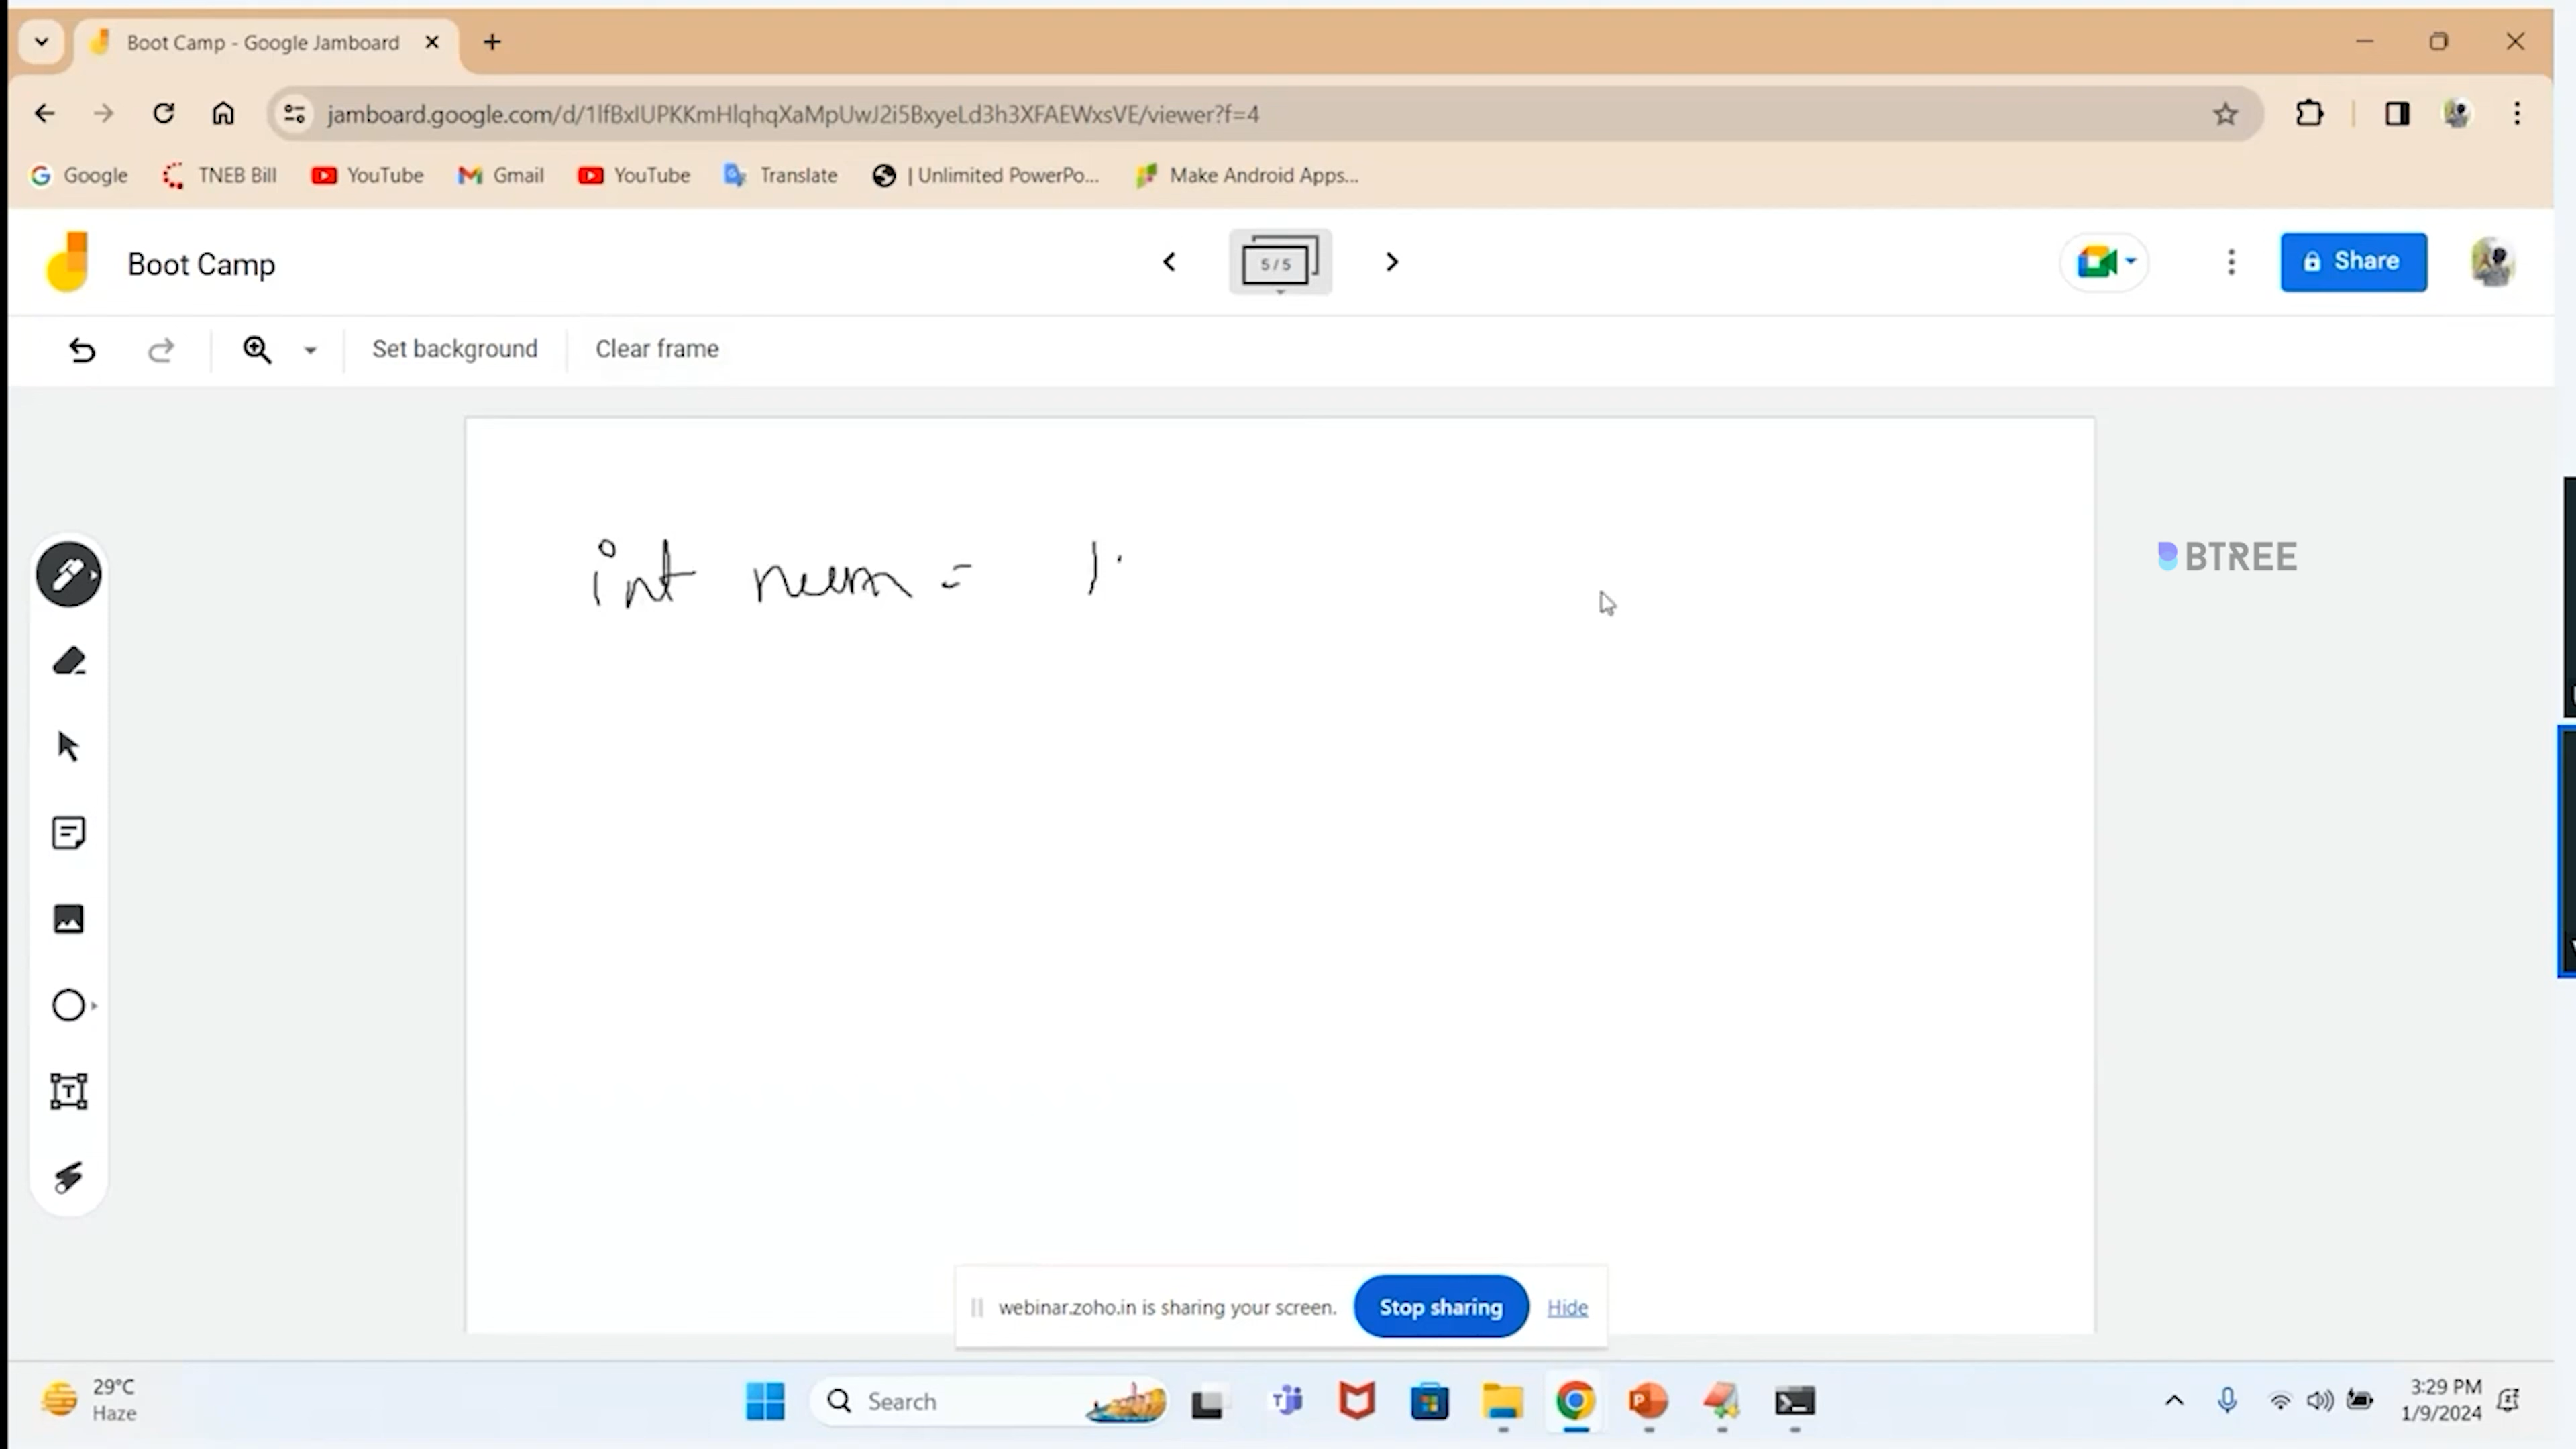 Boot Camp - Google Jamboard
jamboard.google.com/d/1lfBxIUPKKmHlqhqXaMpUwJ2i5BxyeLd3h3XFAEWxsVE/viewer?f=4
Google TNEB Bill YouTube Gmail YouTube Translate | Unlimited PowerPo... Make Android Apps...
Boot Camp 5/5 Share
Set background Clear frame
int num = 1
BTREE
webinar.zoho.in is sharing your screen. Stop sharing Hide
29°C
Haze
Search
3:29 PM
1/9/2024